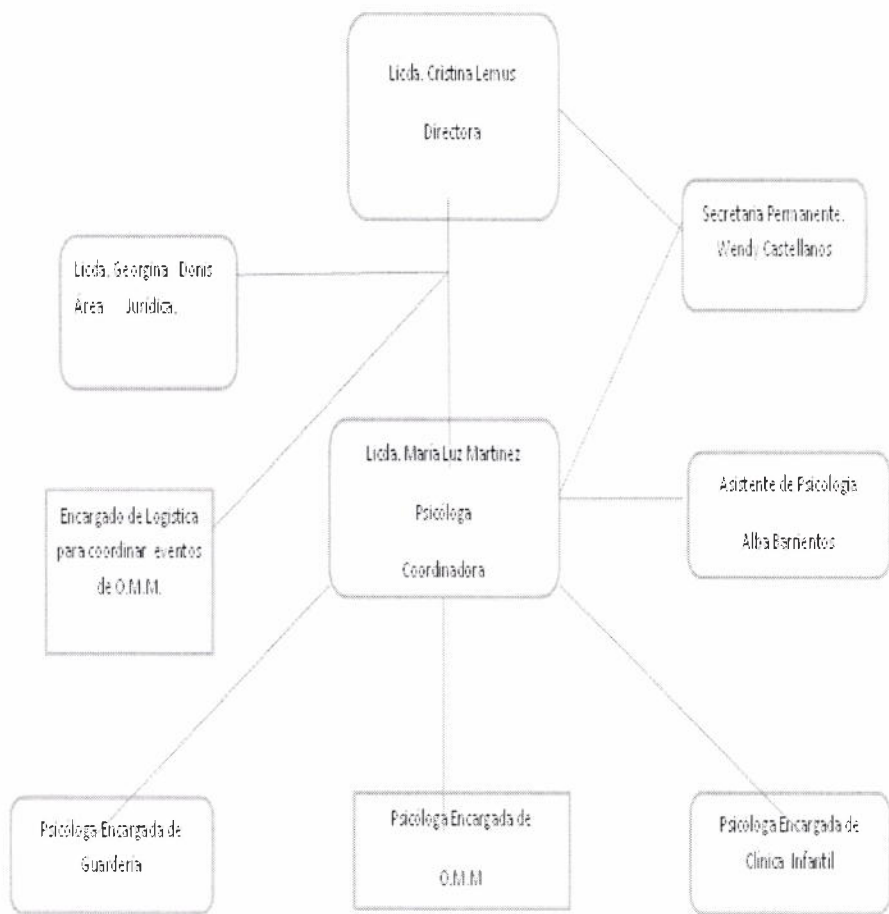 Licda. Cristina Lemus
Directora
Secretaria Permanente.
Wendy Castellanos
Licda. Georgina Donis
Área Jurídica.
Licda. María Luz Martinez
Psicóloga
Coordinadora
Asistente de Psicología
Alba Barrientos
Encargado de Logística
para coordinar eventos
de O.M.M.
Psicóloga Encargada de
Guardería
Psicóloga Encargada de
O.M.M
Psicóloga Encargada de
Clínica Infantil